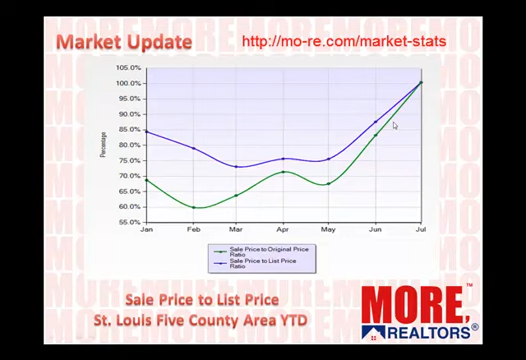 Market Update
http://mo-re.com/market-stats
105.0%
100.0%
95.0%
90.0%
85.0%
80.0%
75.0%
70.0%
65.0%
60.0%
55.0%
Percentage
Jan Feb Mar Apr May Jun Jul
Sale Price to Original Price
Ratio
Sale Price to List Price
Ratio
Sale Price to List Price
St. Louis Five County Area YTD
MORE,™
REALTORS®